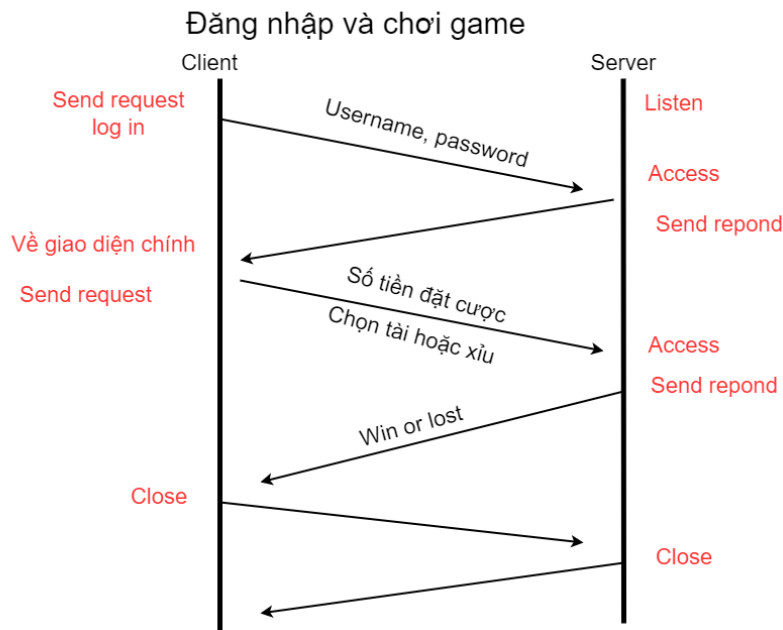 Đăng nhập và chơi game
Client
Server
Send request
log in
Username, password
Listen
Access
Send repond
Về giao diện chính
Send request
Số tiền đặt cược
Chọn tài hoặc xỉu
Access
Send repond
Win or lost
Close
Close